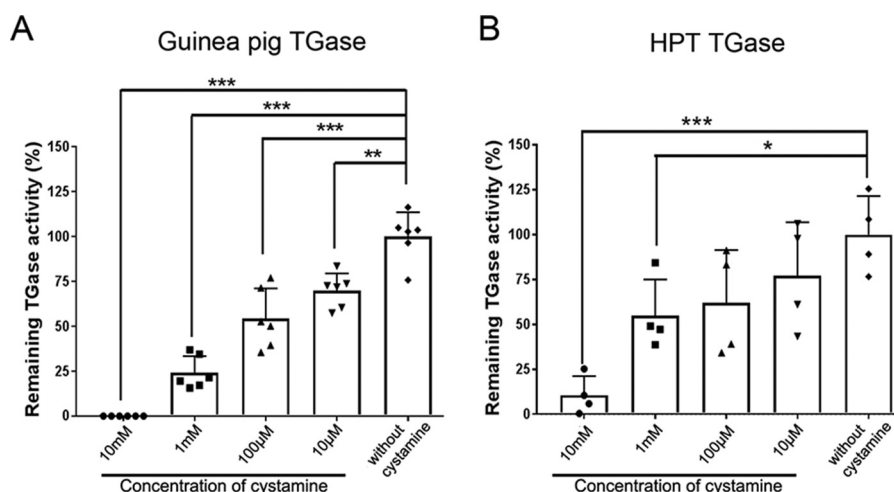 A
Guinea pig TGase
***
***
***
**
Remaining TGase activity (%)
150
125
100
75
50
25
0
10mM
1mM
100µM
10µM
without
cystamine
Concentration of cystamine
B
HPT TGase
***
*
Remaining TGase activity (%)
150
125
100
75
50
25
0
10mM
1mM
100µM
10µM
without
cystamine
Concentration of cystamine